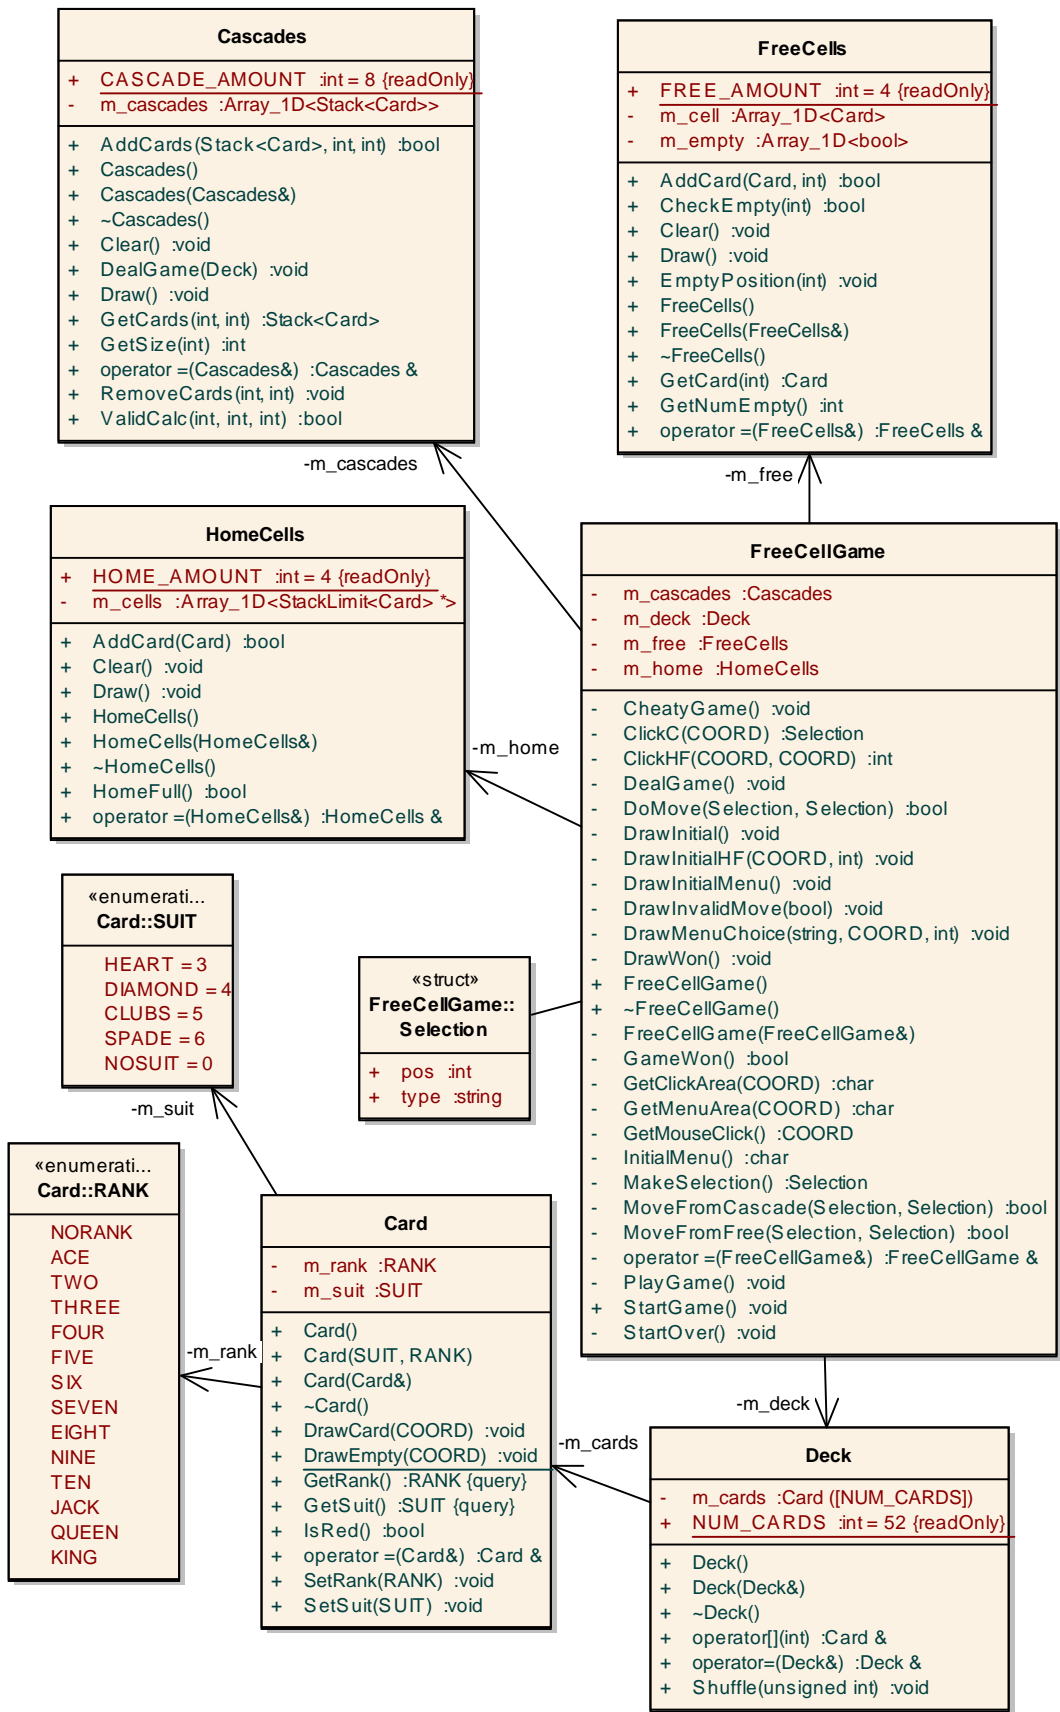 Cascades
+ CASCADE_AMOUNT :int = 8 {readOnly}
- m_cascades :Array_1D<Stack<Card>>
+ AddCards(Stack<Card>, int, int) :bool
+ Cascades()
+ Cascades(Cascades&)
+ ~Cascades()
+ Clear() :void
+ DealGame(Deck) :void
+ Draw() :void
+ GetCards(int, int) :Stack<Card>
+ GetSize(int) :int
+ operator =(Cascades&) :Cascades &
+ RemoveCards(int, int) :void
+ ValidCalc(int, int, int) :bool
FreeCells
+ FREE_AMOUNT :int = 4 {readOnly}
- m_cell :Array_1D<Card>
- m_empty :Array_1D<bool>
+ AddCard(Card, int) :bool
+ CheckEmpty(int) :bool
+ Clear() :void
+ Draw() :void
+ EmptyPosition(int) :void
+ FreeCells()
+ FreeCells(FreeCells&)
+ ~FreeCells()
+ GetCard(int) :Card
+ GetNumEmpty() :int
+ operator =(FreeCells&) :FreeCells &
-m_cascades
-m_free
HomeCells
+ HOME_AMOUNT :int = 4 {readOnly}
- m_cells :Array_1D<StackLimit<Card> *>
+ AddCard(Card) :bool
+ Clear() :void
+ Draw() :void
+ HomeCells()
+ HomeCells(HomeCells&)
+ ~HomeCells()
+ HomeFull() :bool
+ operator =(HomeCells&) :HomeCells &
-m_home
FreeCellGame
- m_cascades :Cascades
- m_deck :Deck
- m_free :FreeCells
- m_home :HomeCells
- CheatyGame() :void
- ClickC(COORD) :Selection
- ClickHF(COORD, COORD) :int
- DealGame() :void
- DoMove(Selection, Selection) :bool
- DrawInitial() :void
- DrawInitialHF(COORD, int) :void
- DrawInitialMenu() :void
- DrawInvalidMove(bool) :void
- DrawMenuChoice(string, COORD, int) :void
- DrawWon() :void
+ FreeCellGame()
+ ~FreeCellGame()
- FreeCellGame(FreeCellGame&)
- GameWon() :bool
- GetClickArea(COORD) :char
- GetMenuArea(COORD) :char
- GetMouseClick() :COORD
- InitialMenu() :char
- MakeSelection() :Selection
- MoveFromCascade(Selection, Selection) :bool
- MoveFromFree(Selection, Selection) :bool
- operator =(FreeCellGame&) :FreeCellGame &
- PlayGame() :void
+ StartGame() :void
- StartOver() :void
«enumerati...
Card::SUIT
HEART = 3
DIAMOND = 4
CLUBS = 5
SPADE = 6
NOSUIT = 0
«struct»
FreeCellGame::
Selection
+ pos :int
+ type :string
-m_suit
«enumerati...
Card::RANK
NORANK
ACE
TWO
THREE
FOUR
FIVE
SIX
SEVEN
EIGHT
NINE
TEN
JACK
QUEEN
KING
-m_rank
Card
- m_rank :RANK
- m_suit :SUIT
+ Card()
+ Card(SUIT, RANK)
+ Card(Card&)
+ ~Card()
+ DrawCard(COORD) :void
+ DrawEmpty(COORD) :void
+ GetRank() :RANK {query}
+ GetSuit() :SUIT {query}
+ IsRed() :bool
+ operator =(Card&) :Card &
+ SetRank(RANK) :void
+ SetSuit(SUIT) :void
-m_deck
-m_cards
Deck
- m_cards :Card ([NUM_CARDS])
+ NUM_CARDS :int = 52 {readOnly}
+ Deck()
+ Deck(Deck&)
+ ~Deck()
+ operator[](int) :Card &
+ operator=(Deck&) :Deck &
+ Shuffle(unsigned int) :void